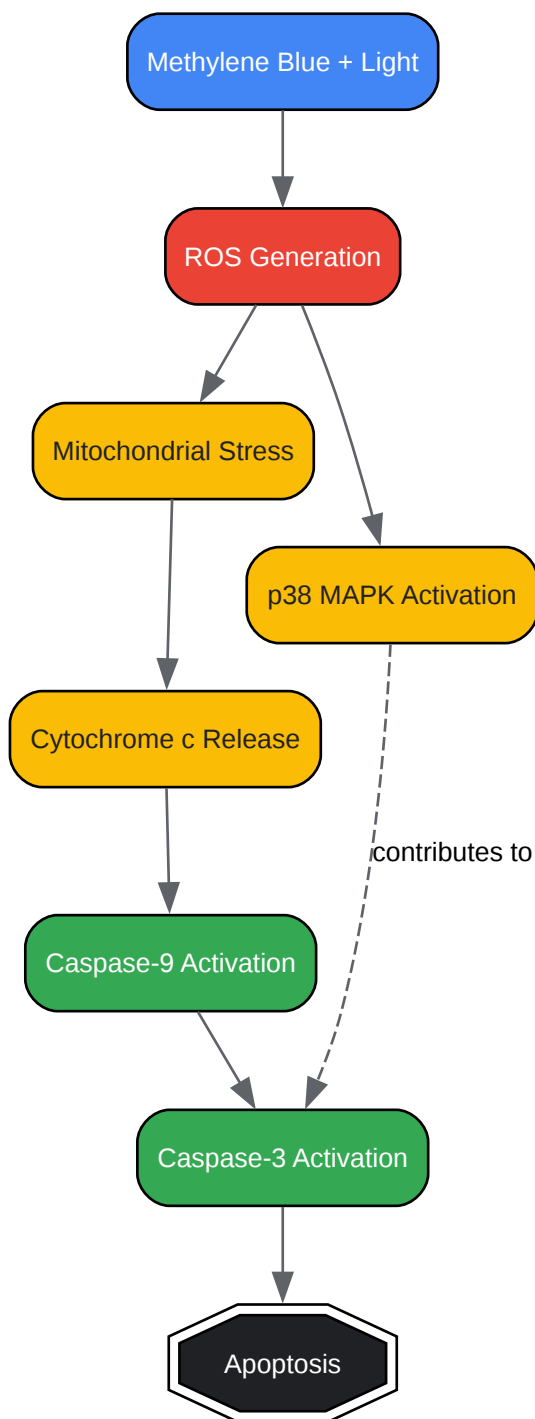 Methylene Blue + Light
ROS Generation
Mitochondrial Stress
p38 MAPK Activation
Cytochrome c Release
contributes to
Caspase-9 Activation
Caspase-3 Activation
Apoptosis